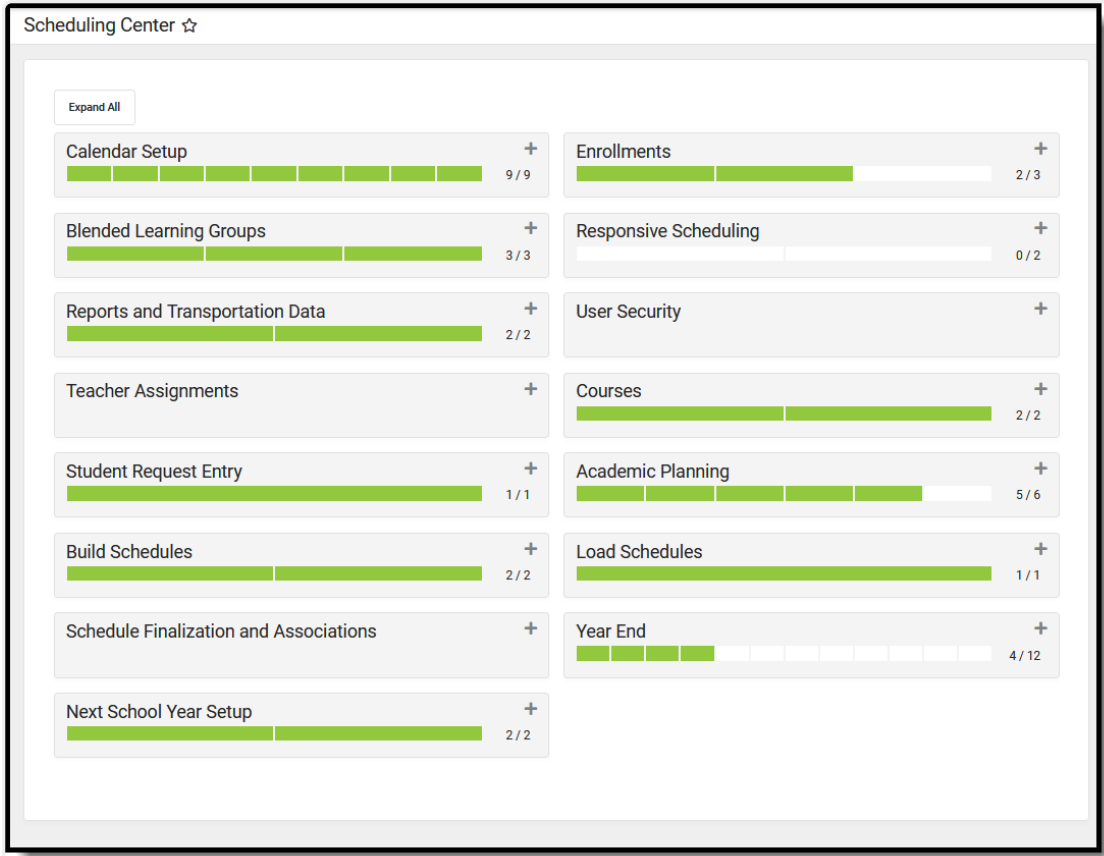 Scheduling Center
Expand All
Calendar Setup
9 / 9
Enrollments
2 / 3
Blended Learning Groups
3 / 3
Responsive Scheduling
0 / 2
Reports and Transportation Data
2 / 2
User Security
Teacher Assignments
Courses
2 / 2
Student Request Entry
1 / 1
Academic Planning
5 / 6
Build Schedules
2 / 2
Load Schedules
1 / 1
Schedule Finalization and Associations
Year End
4 / 12
Next School Year Setup
2 / 2